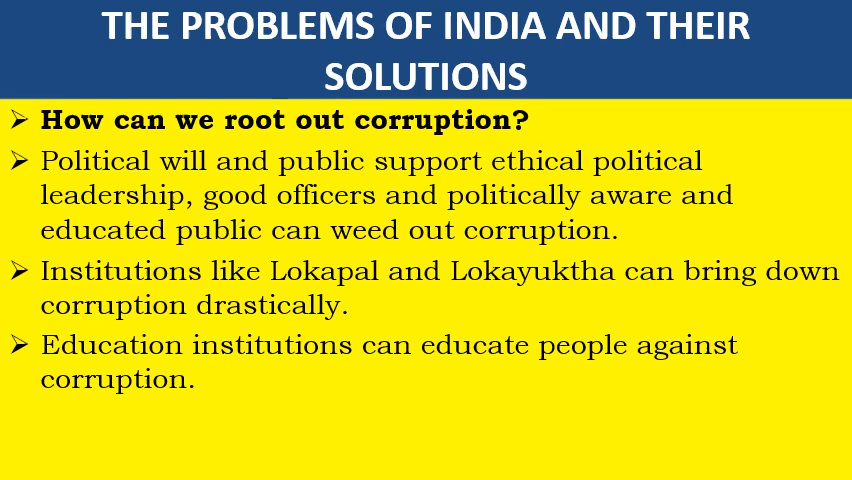 THE PROBLEMS OF INDIA AND THEIR
SOLUTIONS
➢ How can we root out corruption?
➢ Political will and public support ethical political
leadership, good officers and politically aware and
educated public can weed out corruption.
➢ Institutions like Lokapal and Lokayuktha can bring down
corruption drastically.
➢ Education institutions can educate people against
corruption.